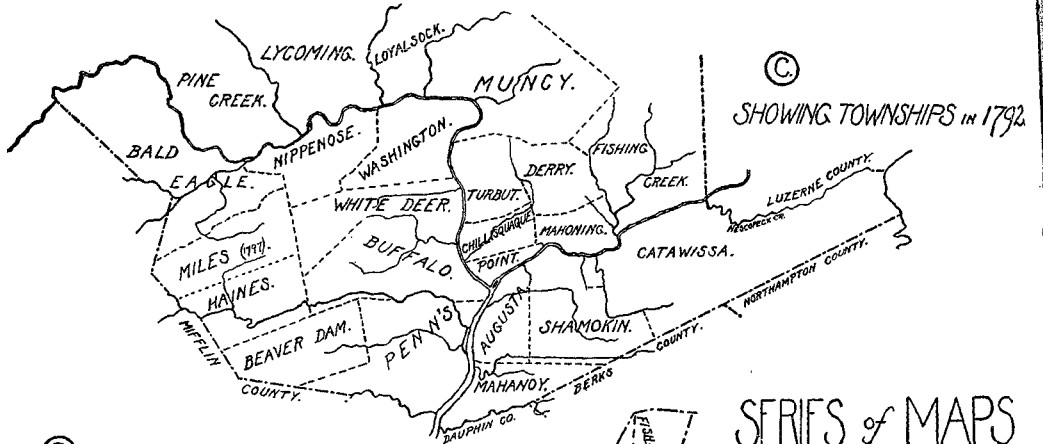 C.
SHOWING TOWNSHIPS IN 1792.
LYCOMING.
LOYALSOCK.
PINE
CREEK.
MUNCY.
BALD
EAGLE.
NIPPENOSE.
WASHINGTON.
FISHING
CREEK.
DERRY.
TURBUT.
WHITE DEER.
CHILLISQUAQUE
MAHONING.
POINT.
BUFFALO.
CATAWISSA.
LUZERNE COUNTY.
NESCOPECK CR.
NORTHAMPTON COUNTY.
MILES (1797).
HAINES.
MIFFLIN
COUNTY.
BEAVER DAM.
PENN'S
AUGUSTA
SHAMOKIN.
MAHANOY.
BERKS
COUNTY.
DAUPHIN CO.
SERIES of MAPS